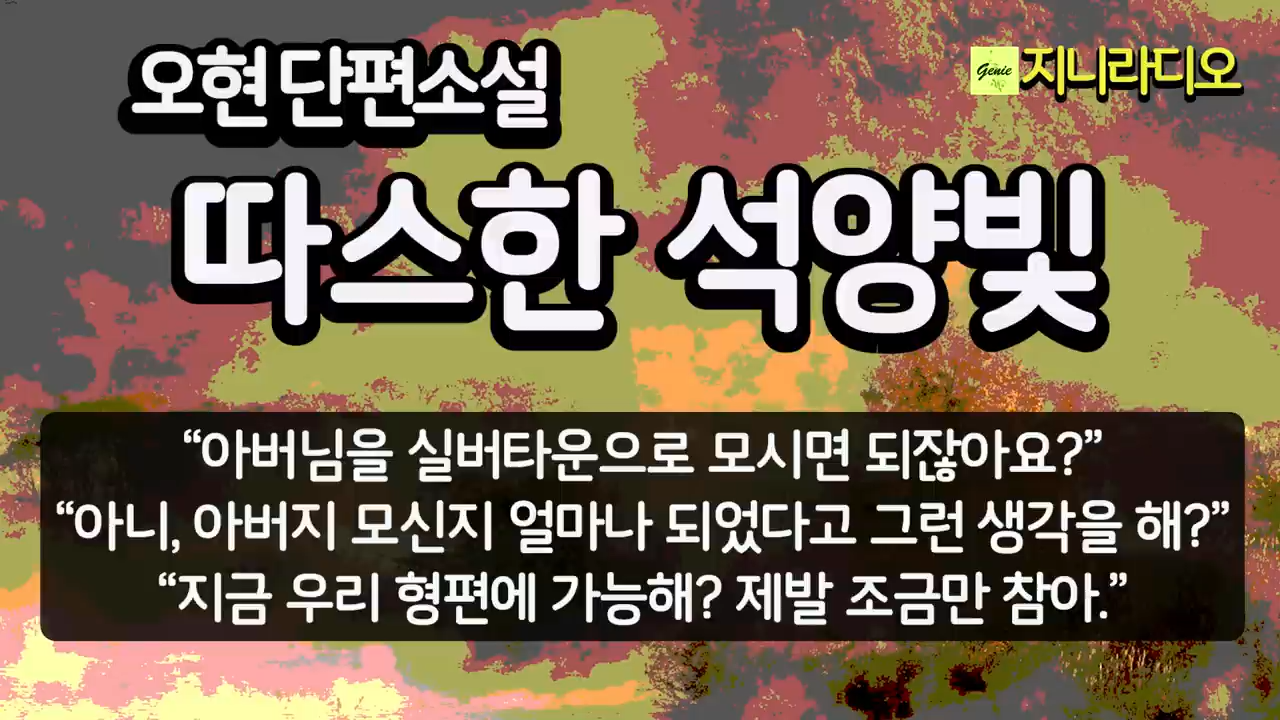 오현 단편소설
Genie 지니라디오
따스한 석양빛
“아버님을 실버타운으로 모시면 되잖아요?”
“아니, 아버지 모신지 얼마나 되었다고 그런 생각을 해?”
“지금 우리 형편에 가능해? 제발 조금만 참아.”